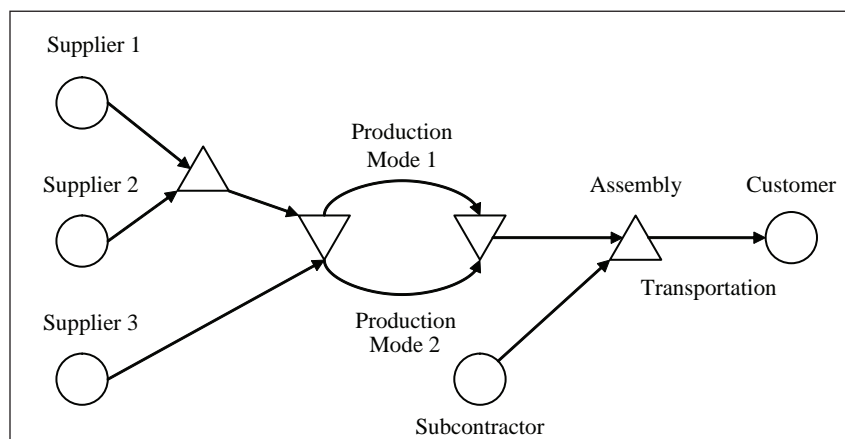 Supplier 1
Production
Mode 1
Supplier 2
Assembly
Customer
Transportation
Supplier 3
Production
Mode 2
Subcontractor